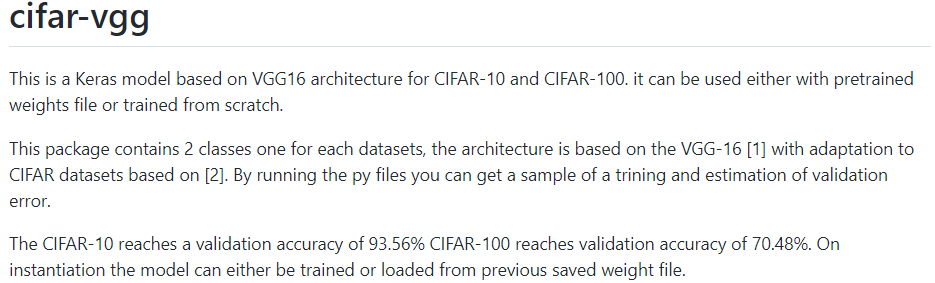 cifar-vgg
This is a Keras model based on VGG16 architecture for CIFAR-10 and CIFAR-100. it can be used either with pretrained
weights file or trained from scratch.
This package contains 2 classes one for each datasets, the architecture is based on the VGG-16 [1] with adaptation to
CIFAR datasets based on [2]. By running the py files you can get a sample of a trining and estimation of validation
error.
The CIFAR-10 reaches a validation accuracy of 93.56% CIFAR-100 reaches validation accuracy of 70.48%. On
instantiation the model can either be trained or loaded from previous saved weight file.